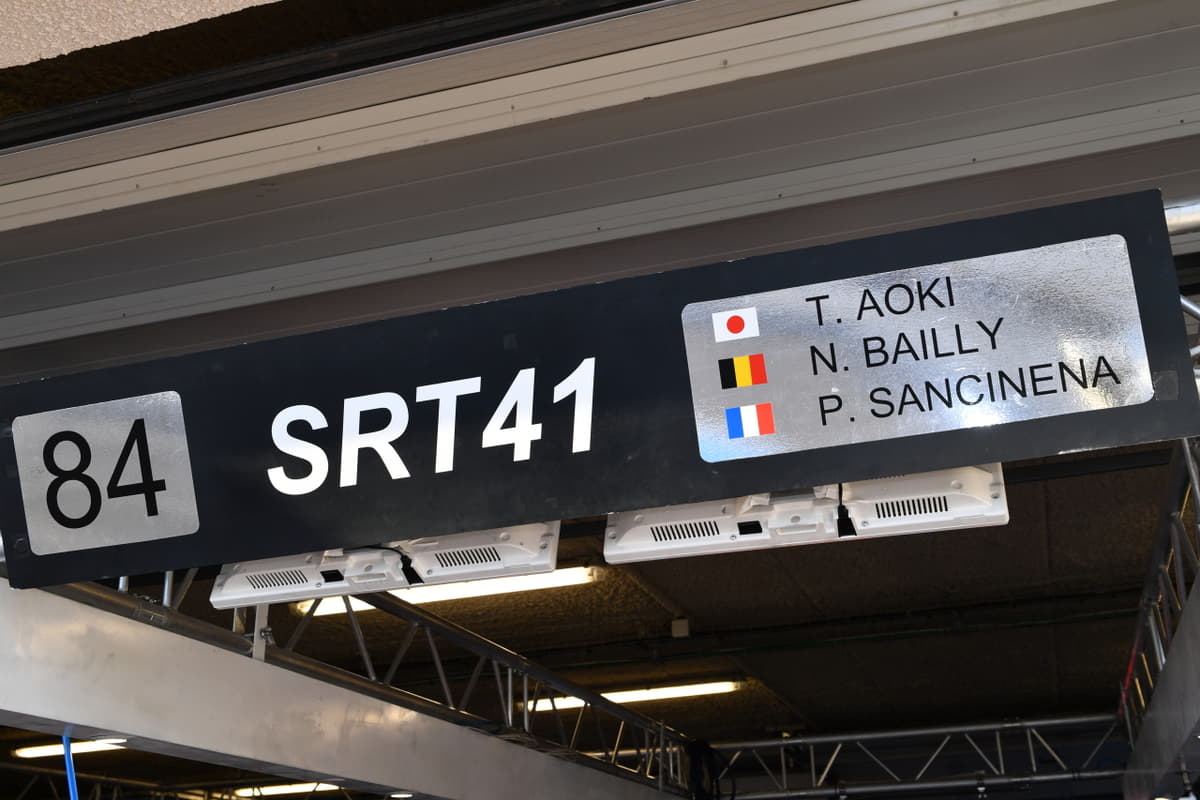 84
SRT41
T. AOKI
N. BAILLY
P. SANCINENA